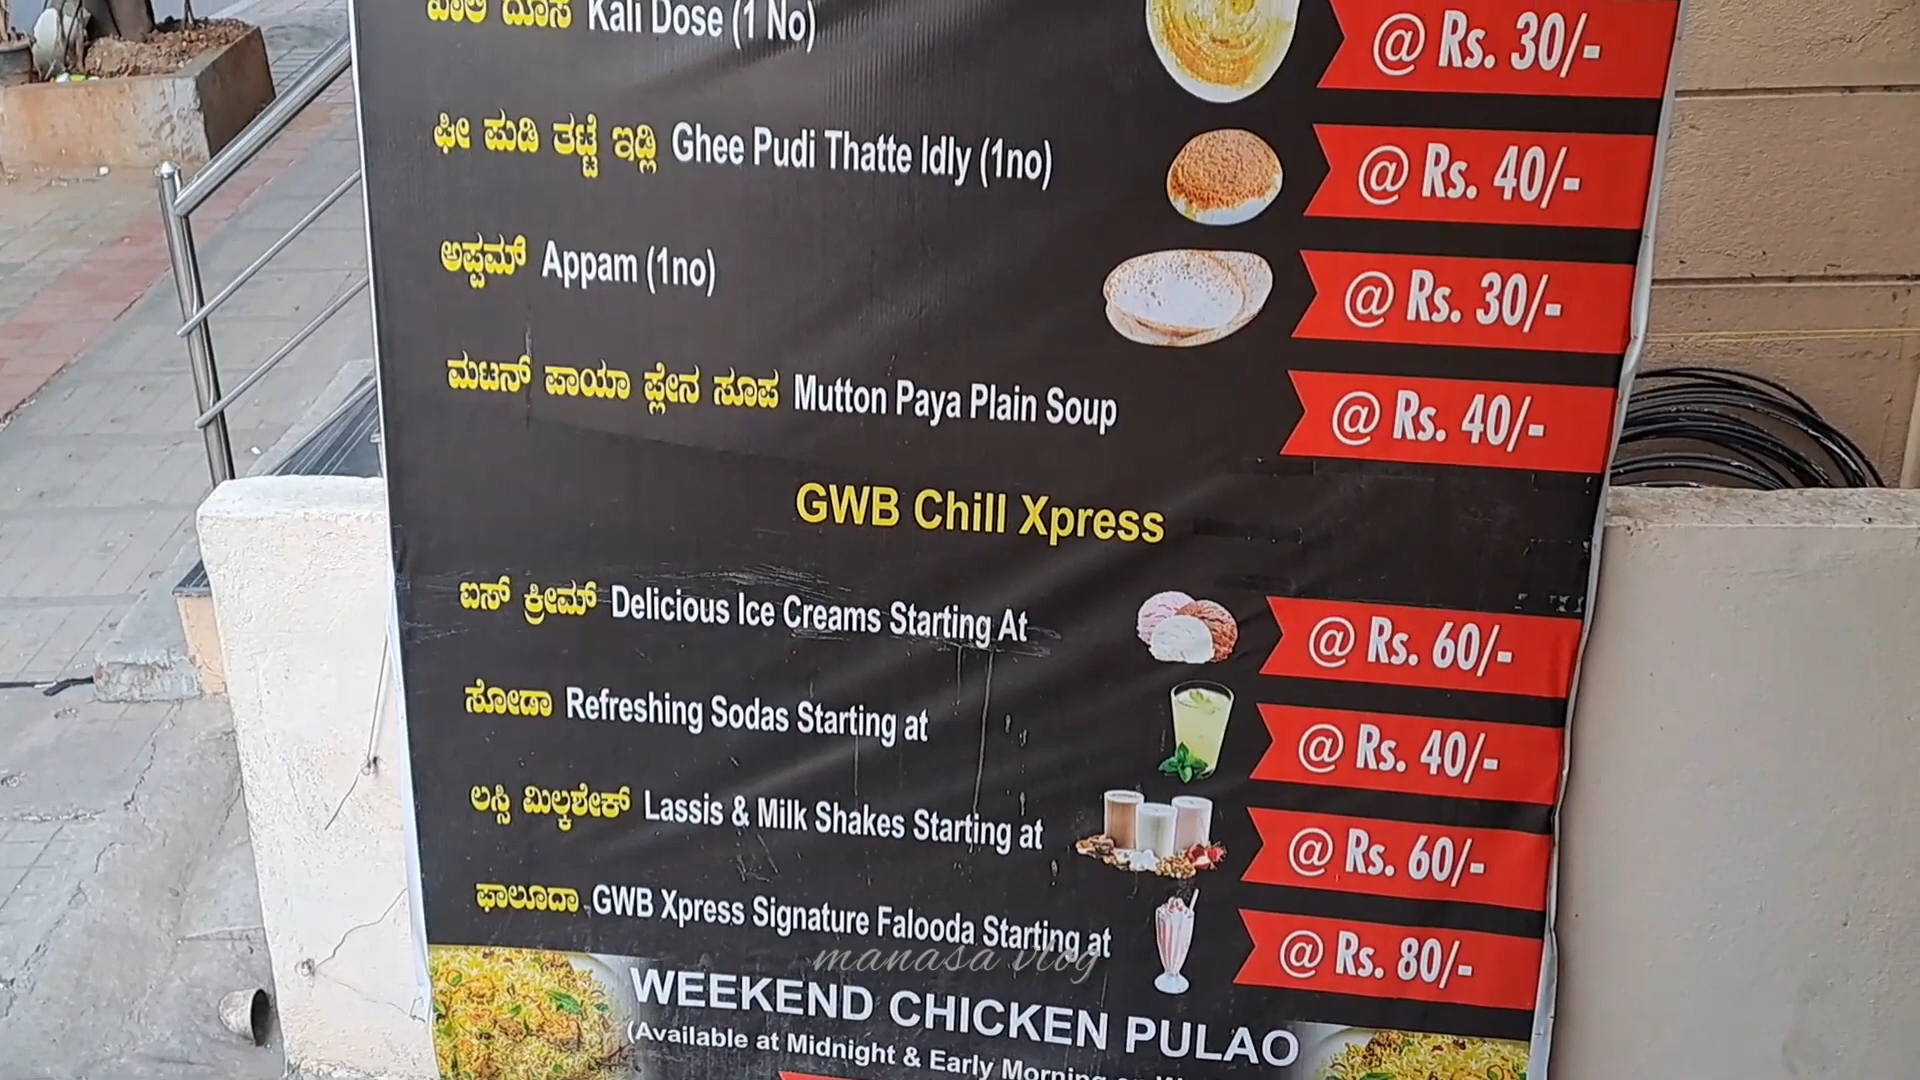 ಖಾಲಿ ದೋಸೆ Kali Dose (1 No) @ Rs. 30/-
ಘೀ ಪುಡಿ ತಟ್ಟೆ ಇಡ್ಲಿ Ghee Pudi Thatte Idly (1no) @ Rs. 40/-
ಅಪ್ಪಮ್ Appam (1no) @ Rs. 30/-
ಮಟನ್ ಪಾಯಾ ಪ್ಲೇನ ಸೂಪ Mutton Paya Plain Soup @ Rs. 40/-
GWB Chill Xpress
ಐಸ್ ಕ್ರೀಮ್ Delicious Ice Creams Starting At @ Rs. 60/-
ಸೋಡಾ Refreshing Sodas Starting at @ Rs. 40/-
ಲಸ್ಸಿ ಮಿಲ್ಕಶೇಕ್ Lassis & Milk Shakes Starting at @ Rs. 60/-
ಫಾಲೂದಾ GWB Xpress Signature Falooda Starting at @ Rs. 80/-
manasa vlog
WEEKEND CHICKEN PULAO
(Available at Midnight & Early Morning